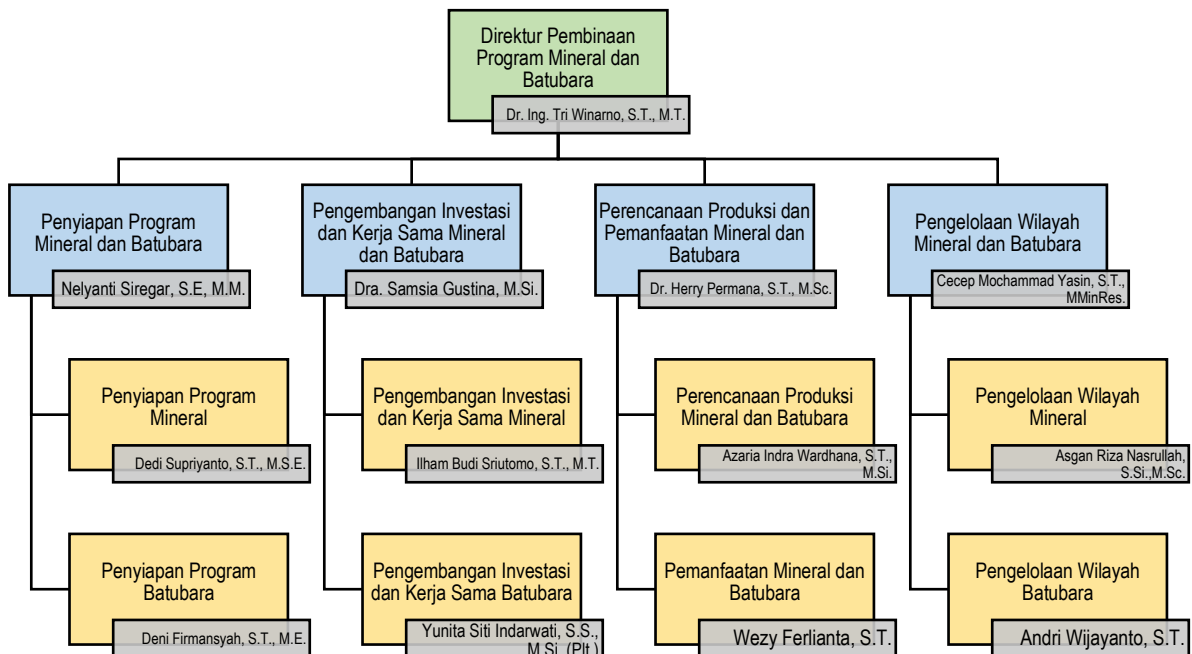 Direktur Pembinaan
Program Mineral dan
Batubara
Dr. Ing. Tri Winarno, S.T., M.T.
Penyiapan Program
Mineral dan Batubara
Nelyanti Siregar, S.E, M.M.
Pengembangan Investasi
dan Kerja Sama Mineral
dan Batubara
Dra. Samsia Gustina, M.Si.
Perencanaan Produksi dan
Pemanfaatan Mineral dan
Batubara
Dr. Herry Permana, S.T., M.Sc.
Pengelolaan Wilayah
Mineral dan Batubara
Cecep Mochammad Yasin, S.T.,
MMinRes.
Penyiapan Program
Mineral
Dedi Supriyanto, S.T., M.S.E.
Pengembangan Investasi
dan Kerja Sama Mineral
Ilham Budi Sriutomo, S.T., M.T.
Perencanaan Produksi
Mineral dan Batubara
Azaria Indra Wardhana, S.T.,
M.Si.
Pengelolaan Wilayah
Mineral
Asgan Riza Nasrullah,
S.Si.,M.Sc.
Penyiapan Program
Batubara
Deni Firmansyah, S.T., M.E.
Pengembangan Investasi
dan Kerja Sama Batubara
Yunita Siti Indarwati, S.S.,
M.Si. (Plt.)
Pemanfaatan Mineral dan
Batubara
Wezy Ferlianta, S.T.
Pengelolaan Wilayah
Batubara
Andri Wijayanto, S.T.